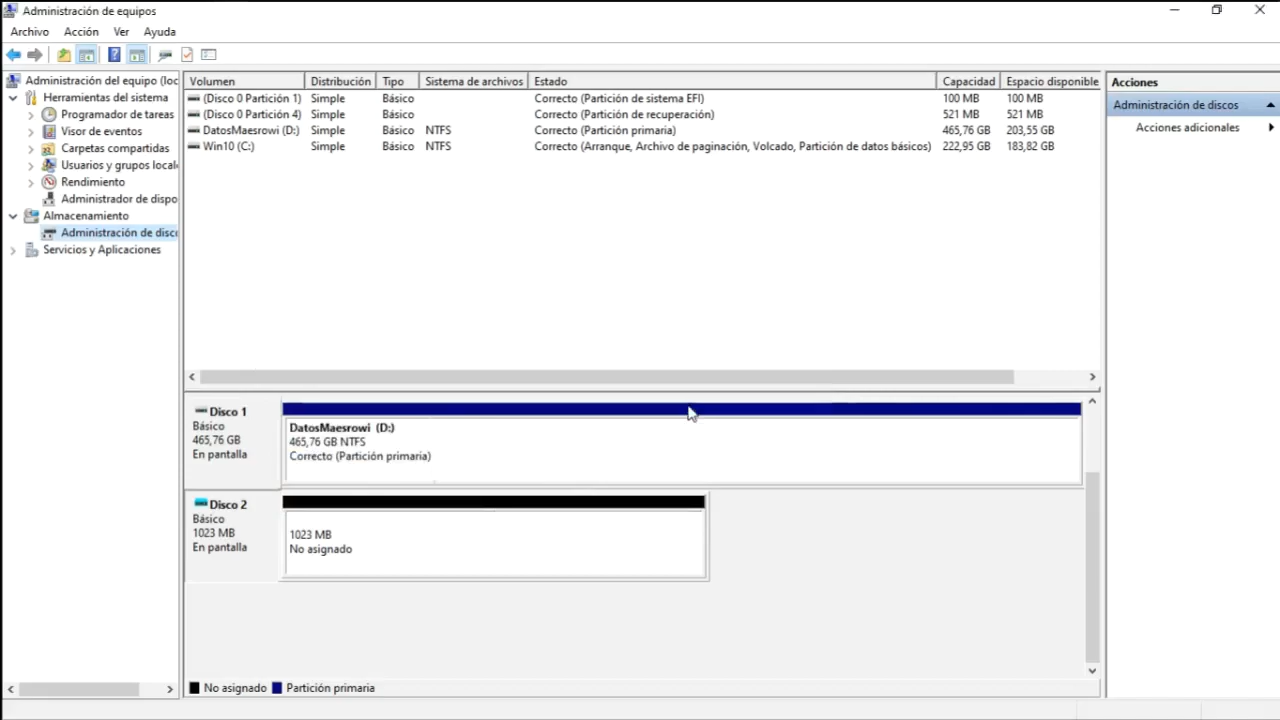 Administración de equipos
Archivo Acción Ver Ayuda
Administración del equipo (loc
Herramientas del sistema
Programador de tareas
Visor de eventos
Carpetas compartidas
Usuarios y grupos local
Rendimiento
Administrador de dispo
Almacenamiento
Administración de disc
Servicios y Aplicaciones
Volumen Distribución Tipo Sistema de archivos Estado Capacidad Espacio disponible
(Disco 0 Partición 1) Simple Básico Correcto (Partición de sistema EFI) 100 MB 100 MB
(Disco 0 Partición 4) Simple Básico Correcto (Partición de recuperación) 521 MB 521 MB
DatosMaesrowi (D:) Simple Básico NTFS Correcto (Partición primaria) 465,76 GB 203,55 GB
Win10 (C:) Simple Básico NTFS Correcto (Arranque, Archivo de paginación, Volcado, Partición de datos básicos) 222,95 GB 183,82 GB
Disco 1
Básico
465,76 GB
En pantalla
DatosMaesrowi (D:)
465,76 GB NTFS
Correcto (Partición primaria)
Disco 2
Básico
1023 MB
En pantalla
1023 MB
No asignado
No asignado Partición primaria
Acciones
Administración de discos
Acciones adicionales